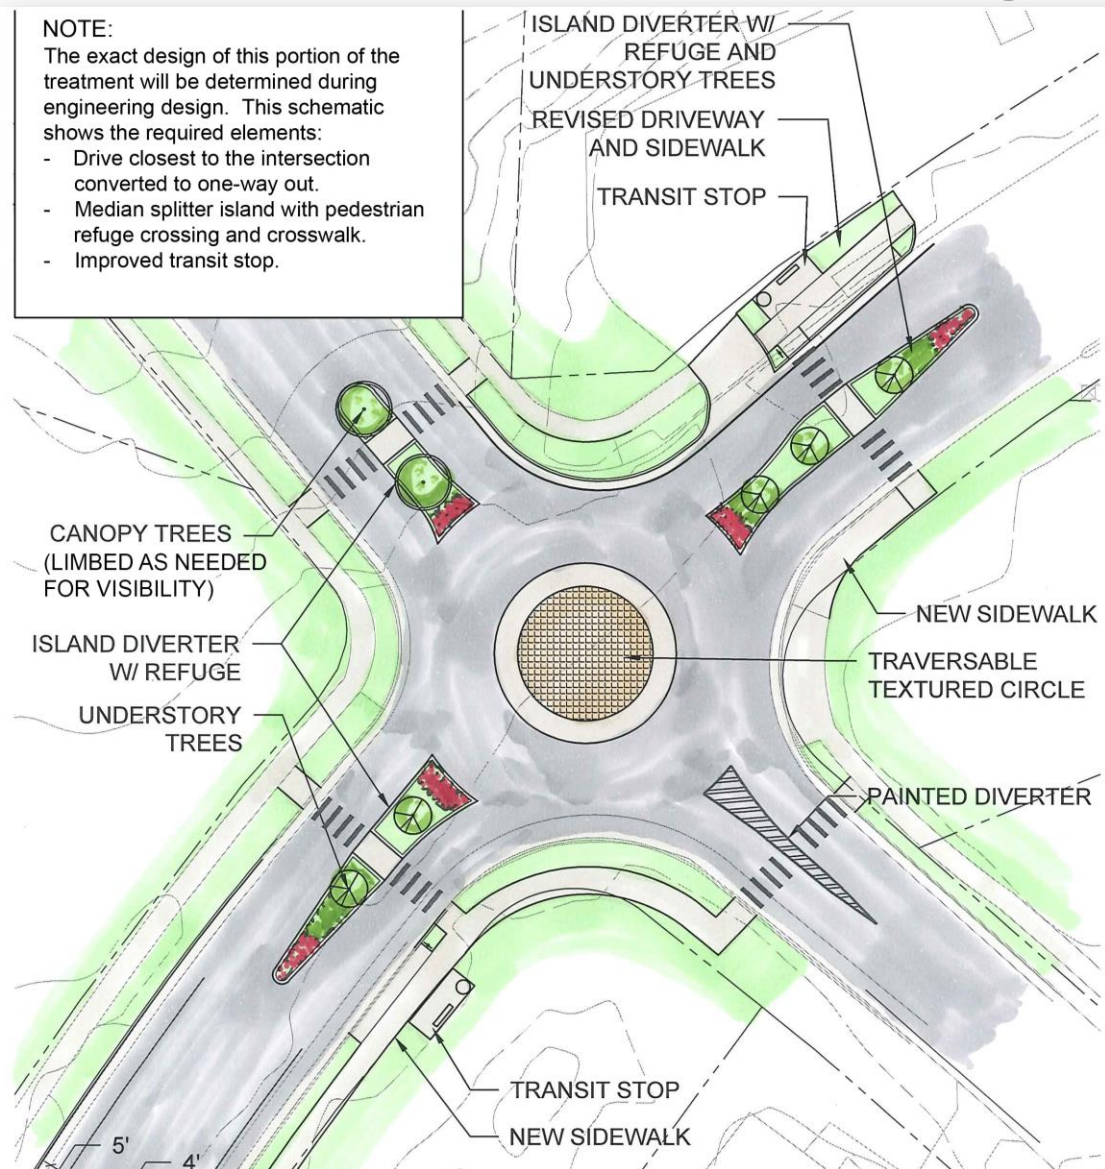 NOTE:
The exact design of this portion of the
treatment will be determined during
engineering design.  This schematic
shows the required elements:
-   Drive closest to the intersection
converted to one-way out.
-   Median splitter island with pedestrian
refuge crossing and crosswalk.
-   Improved transit stop.
ISLAND DIVERTER W/
REFUGE AND
UNDERSTORY TREES
REVISED DRIVEWAY
AND SIDEWALK
TRANSIT STOP
CANOPY TREES
(LIMBED AS NEEDED
FOR VISIBILITY)
ISLAND DIVERTER
W/ REFUGE
UNDERSTORY
TREES
NEW SIDEWALK
TRAVERSABLE
TEXTURED CIRCLE
PAINTED DIVERTER
TRANSIT STOP
NEW SIDEWALK
5'
4'